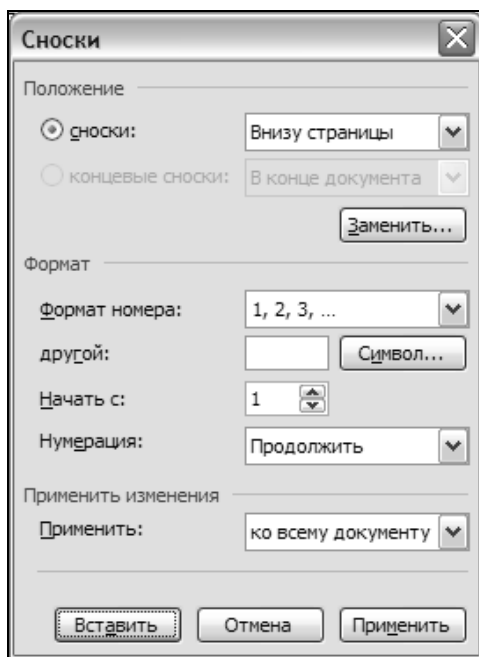 Сноски
Положение
сноски: Внизу страницы
концевые сноски: В конце документа
Заменить...
Формат
Формат номера: 1, 2, 3, ...
другой: Символ...
Начать с: 1
Нумерация: Продолжить
Применить изменения
Применить: ко всему документу
Вставить Отмена Применить